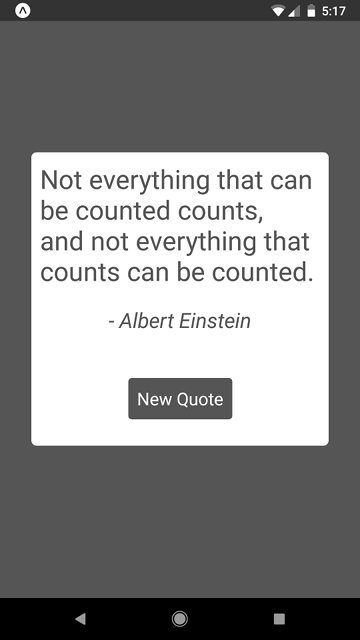 5:17
Not everything that can
be counted counts,
and not everything that
counts can be counted.
- Albert Einstein
New Quote